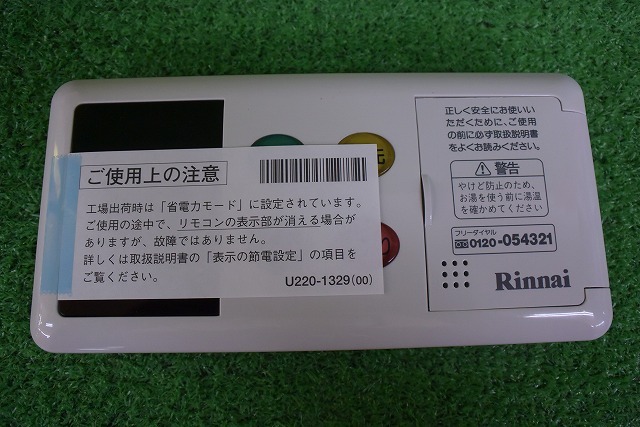 ご使用上の注意
工場出荷時は「省電力モード」に設定されています。
ご使用の途中で、リモコンの表示部が消える場合が
ありますが、故障ではありません。
詳しくは取扱説明書の「表示の節電設定」の項目を
ご覧ください。
U220-1329(00)
元
正しく安全にお使いい
ただくために、ご使用
の前に必ず取扱説明書
をよくお読みください。
警告
やけど防止のため、
お湯を使う前に湯温
を確かめてください
フリーダイヤル
0120-054321
Rinnai